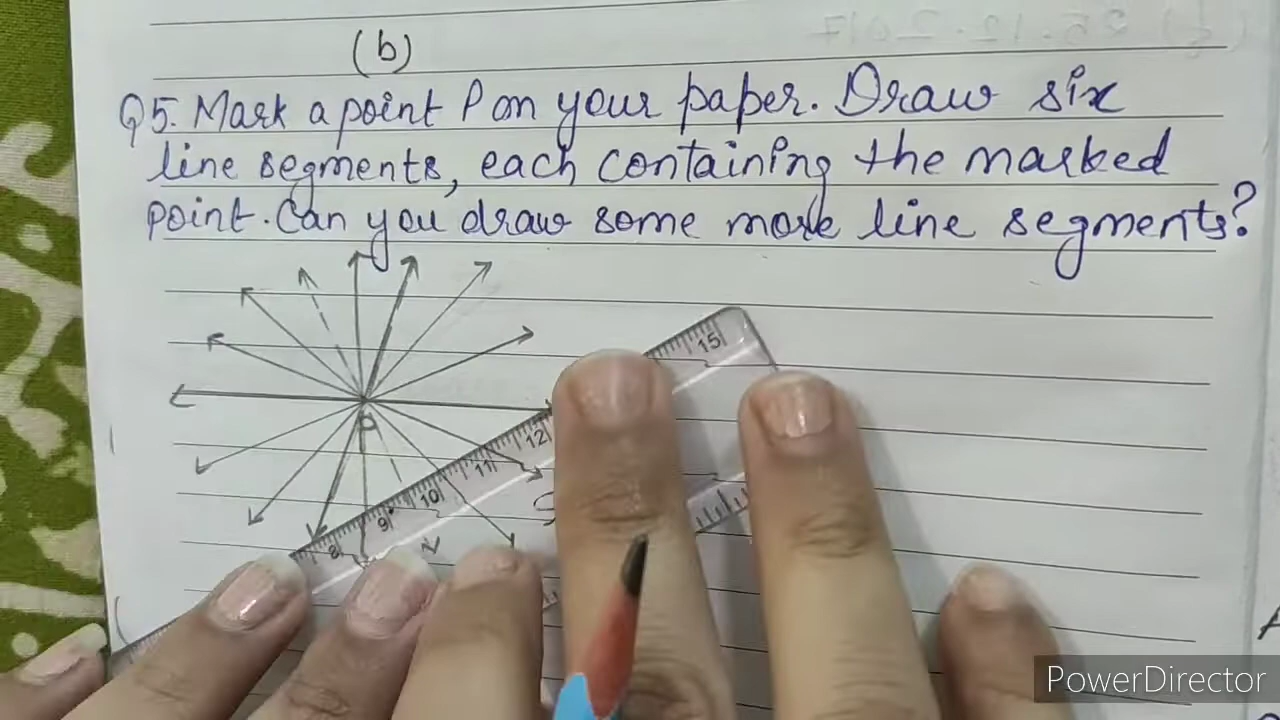 (b)
Q5. Mark a point P on your paper. Draw six
line segments, each containing the marked
point. Can you draw some more line segments?
P
15
12
11
10
9
8
PowerDirector